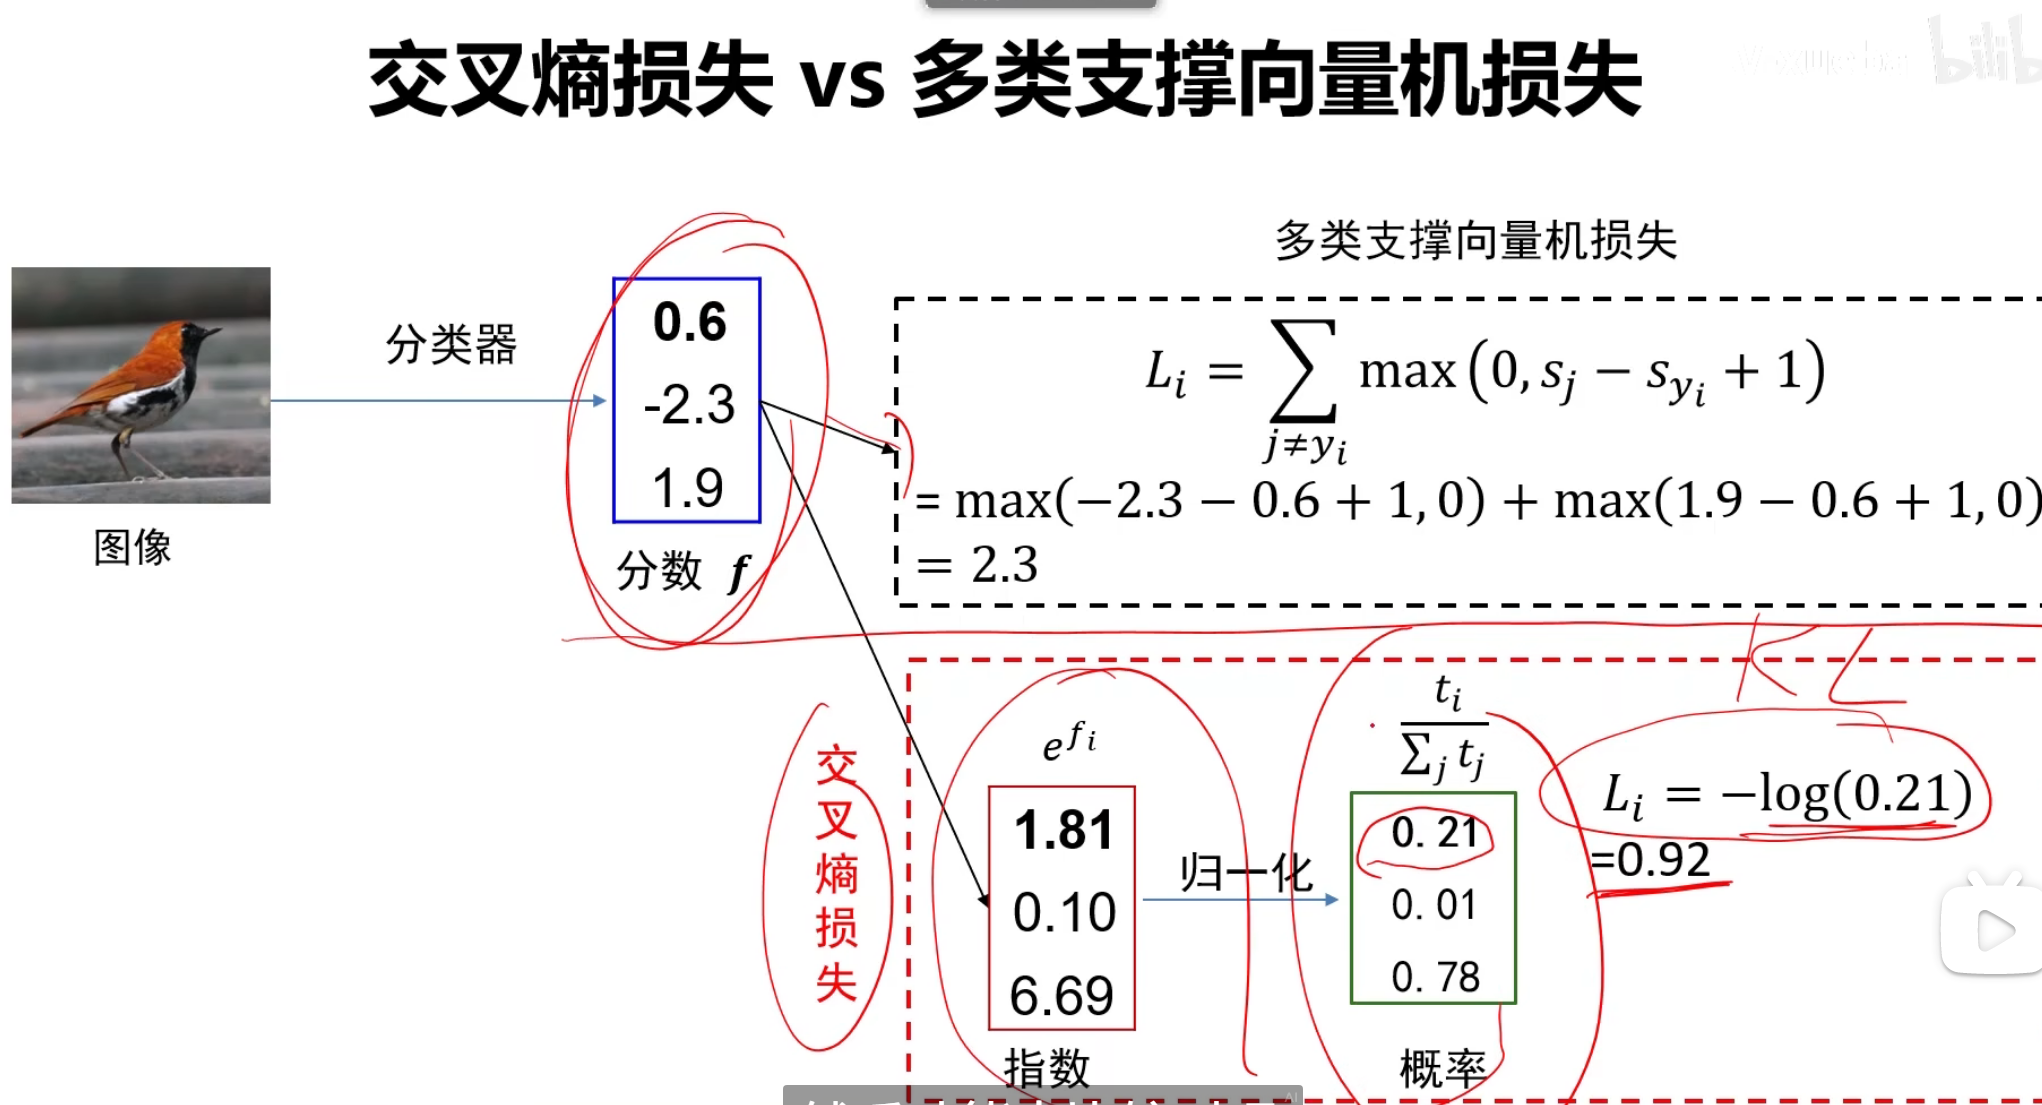 交叉熵损失 vs 多类支撑向量机损失
bilib
多类支撑向量机损失
分类器
0.6
-2.3
1.9
图像
分数 f
L_i = ∑_{j≠y_i} max(0, s_j − s_{y_i} + 1)
= max(−2.3 − 0.6 + 1, 0) + max(1.9 − 0.6 + 1, 0)
= 2.3
KL
交叉熵损失
e^{f_i}
1.81
0.10
6.69
指数
归一化
t_i / ∑_j t_j
0. 21
0. 01
0. 78
概率
L_i = −log(0.21)
=0.92